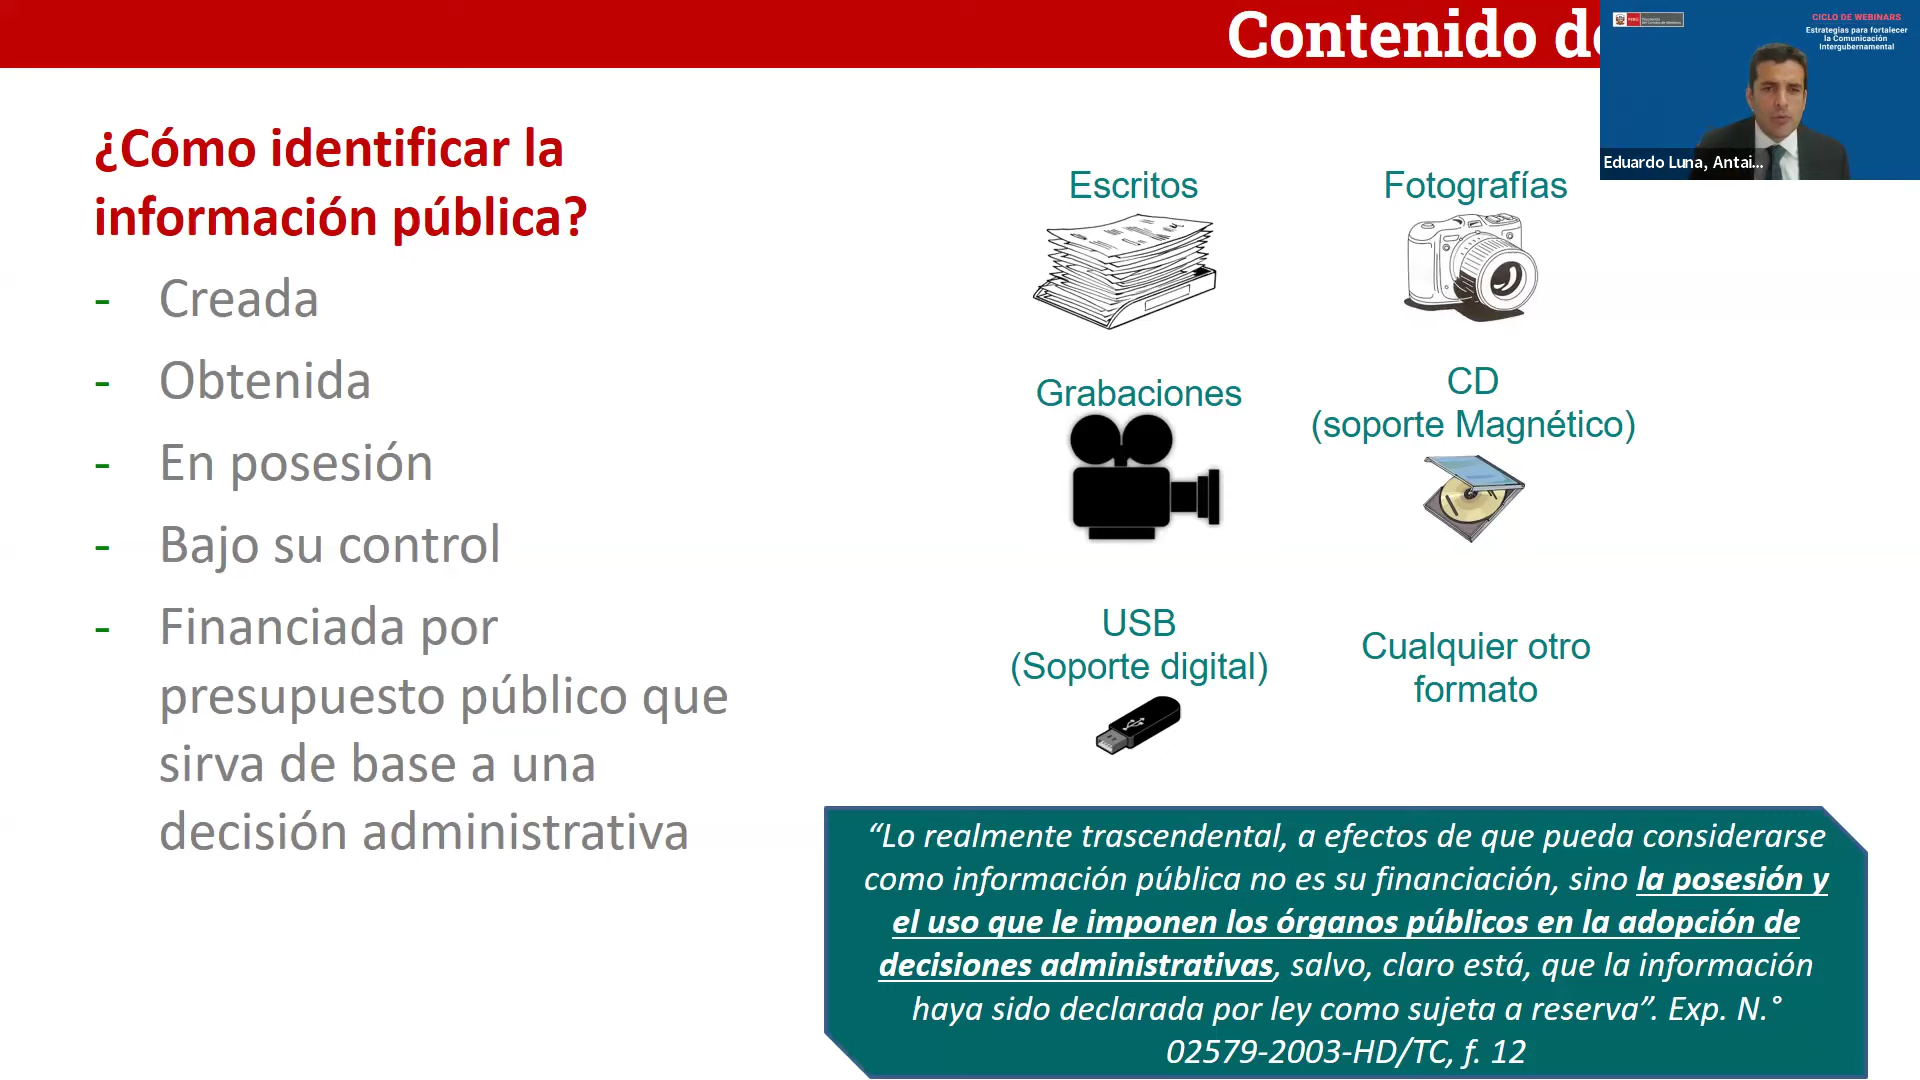 Contenido de
CICLO DE WEBINARS
Estrategias para fortalecer
la Comunicación
Intergubernamental
PERÚ
Eduardo Luna, Antai...
¿Cómo identificar la
información pública?
- Creada
- Obtenida
- En posesión
- Bajo su control
- Financiada por
presupuesto público que
sirva de base a una
decisión administrativa
Escritos
Fotografías
Grabaciones
CD
(soporte Magnético)
USB
(Soporte digital)
Cualquier otro
formato
“Lo realmente trascendental, a efectos de que pueda considerarse
como información pública no es su financiación, sino la posesión y
el uso que le imponen los órganos públicos en la adopción de
decisiones administrativas, salvo, claro está, que la información
haya sido declarada por ley como sujeta a reserva”. Exp. N.°
02579-2003-HD/TC, f. 12